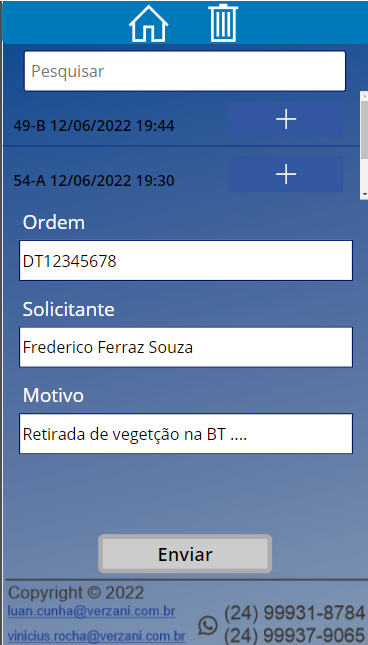 Pesquisar
49-B 12/06/2022 19:44
54-A 12/06/2022 19:30
Ordem
DT12345678
Solicitante
Frederico Ferraz Souza
Motivo
Retirada de vegetção na BT ....
Enviar
Copyright © 2022
luan.cunha@verzani.com.br
(24) 99931-8784
vinicius.rocha@verzani.com.br
(24) 99937-9065